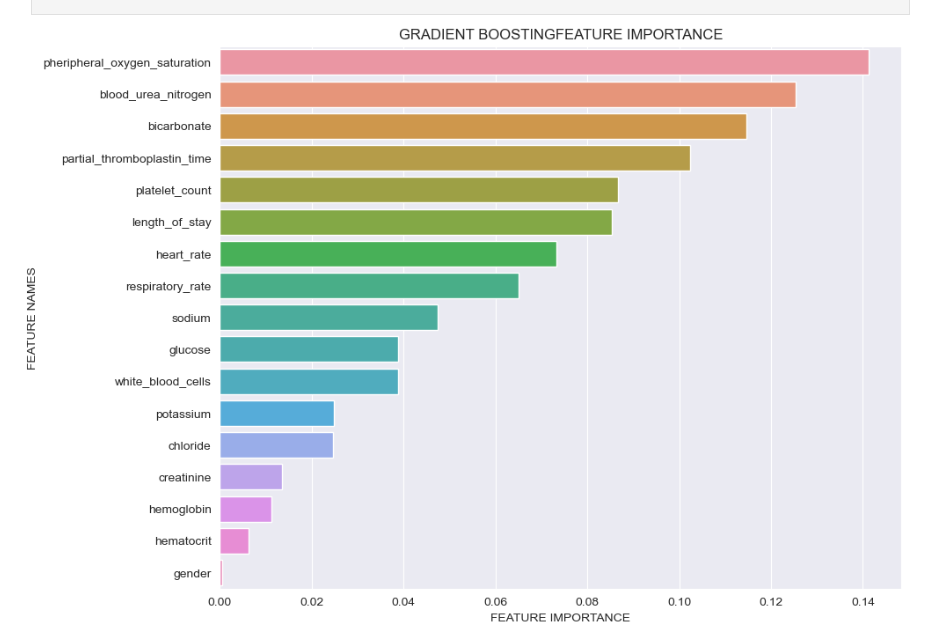 GRADIENT BOOSTINGFEATURE IMPORTANCE
FEATURE NAMES
pheripheral_oxygen_saturation
blood_urea_nitrogen
bicarbonate
partial_thromboplastin_time
platelet_count
length_of_stay
heart_rate
respiratory_rate
sodium
glucose
white_blood_cells
potassium
chloride
creatinine
hemoglobin
hematocrit
gender
0.00 0.02 0.04 0.06 0.08 0.10 0.12 0.14
FEATURE IMPORTANCE